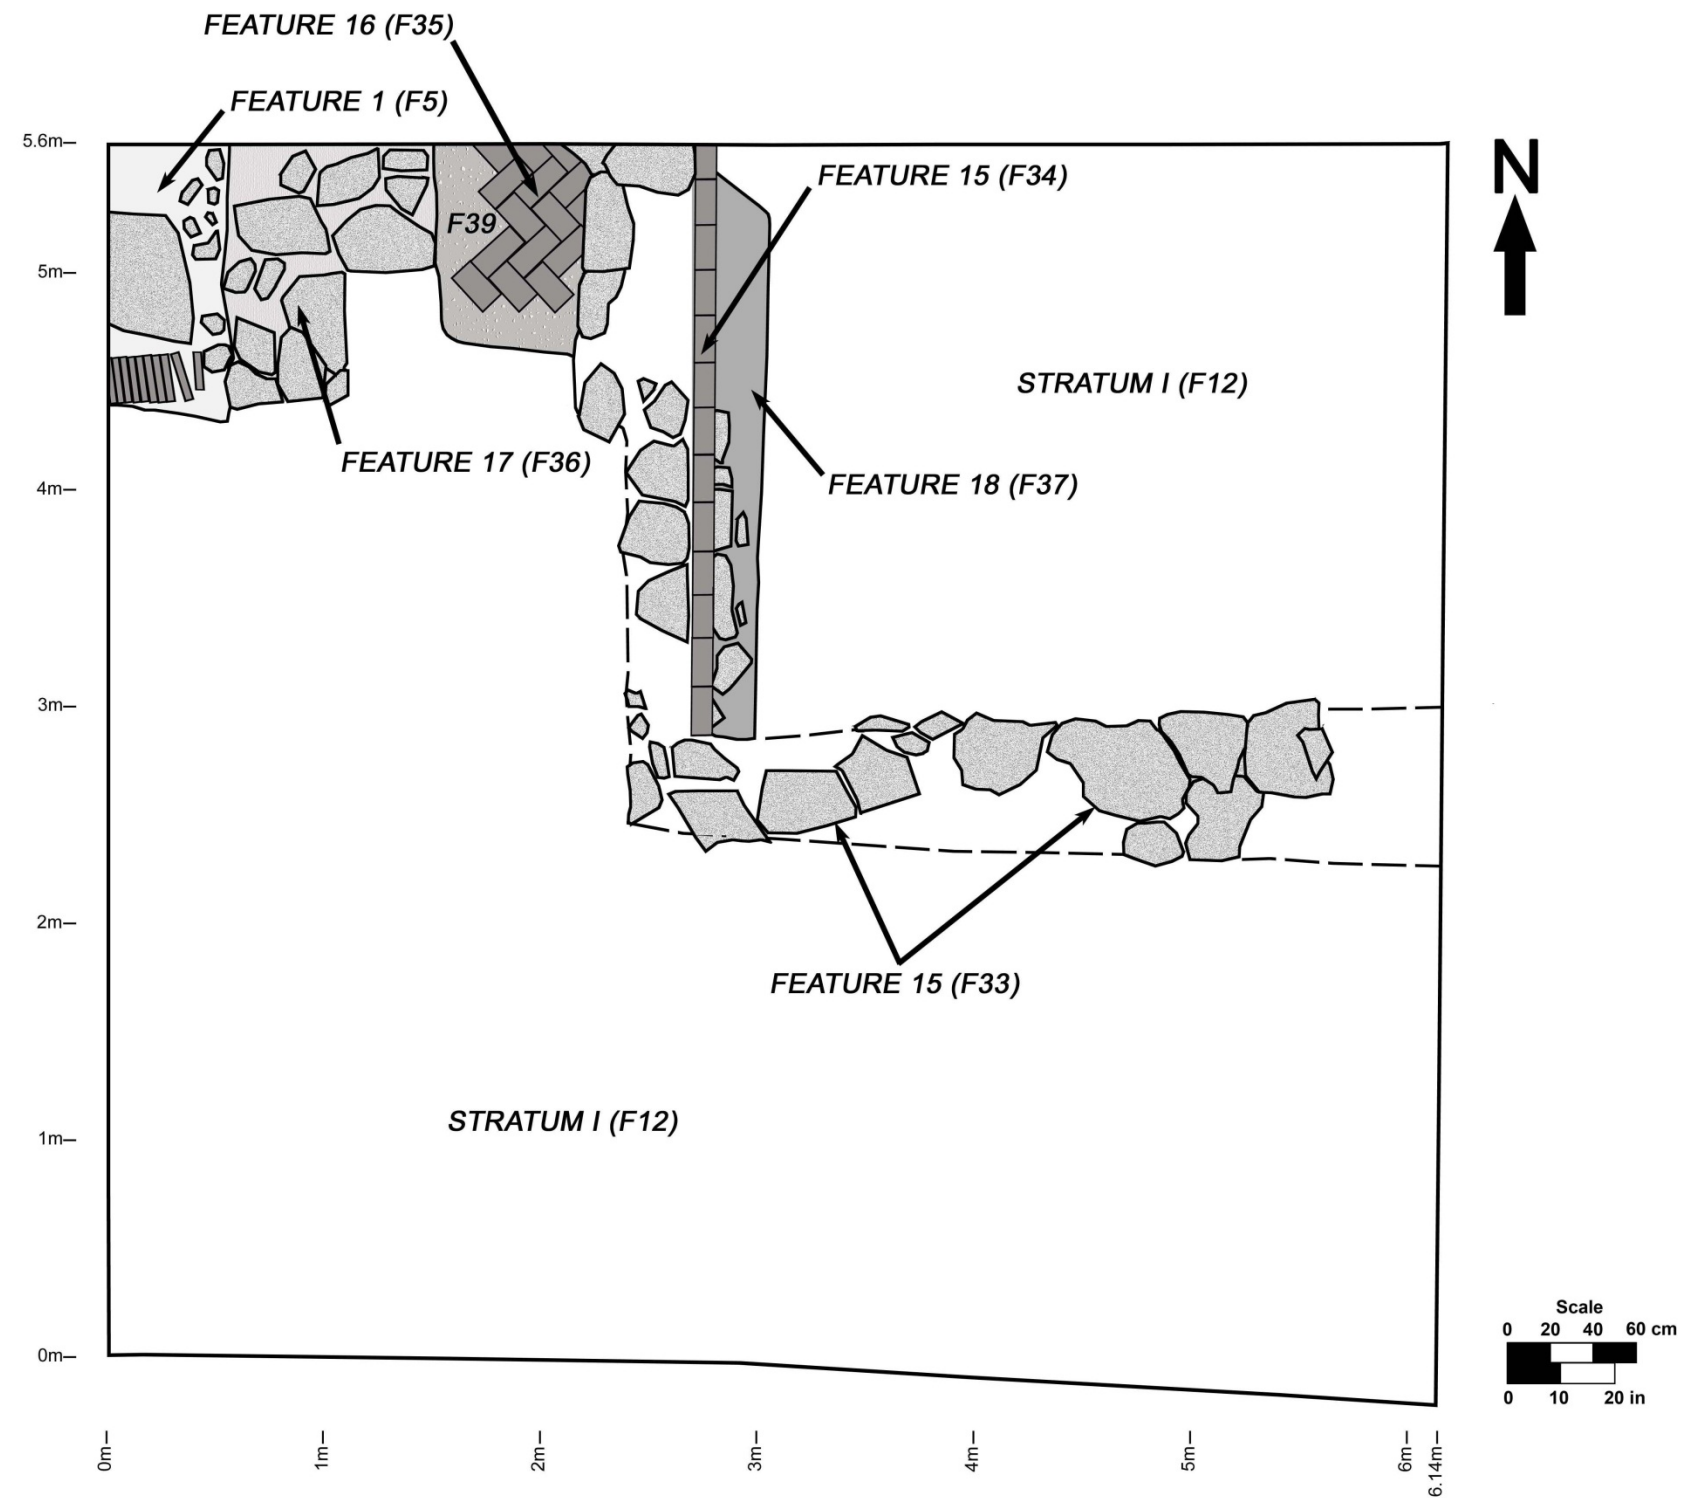 FEATURE 16 (F35)
FEATURE 1 (F5)
5.6m
N
FEATURE 15 (F34)
F39
5m
STRATUM I (F12)
FEATURE 17 (F36)
4m
FEATURE 18 (F37)
3m
2m
FEATURE 15 (F33)
STRATUM I (F12)
1m
0m
Scale
0 20 40 60 cm
0 10 20 in
0m 1m 2m 3m 4m 5m 6m 6.14m